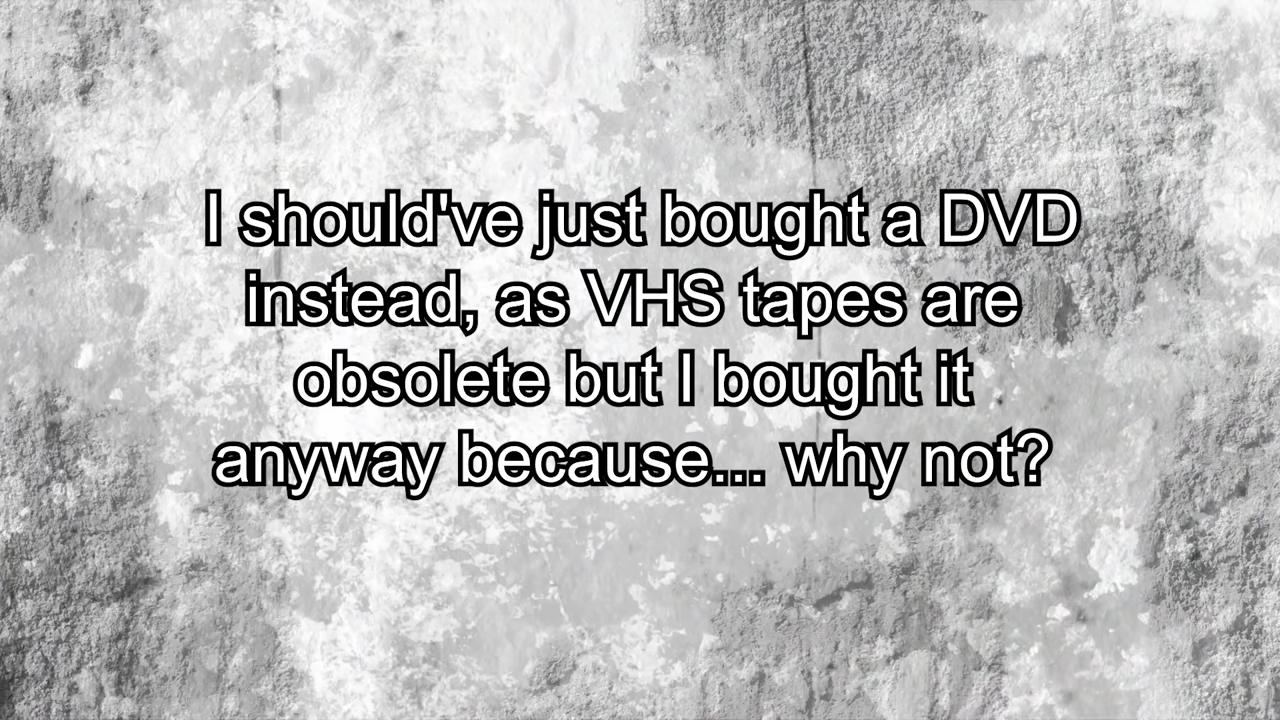 I should've just bought a DVD
instead, as VHS tapes are
obsolete but I bought it
anyway because... why not?